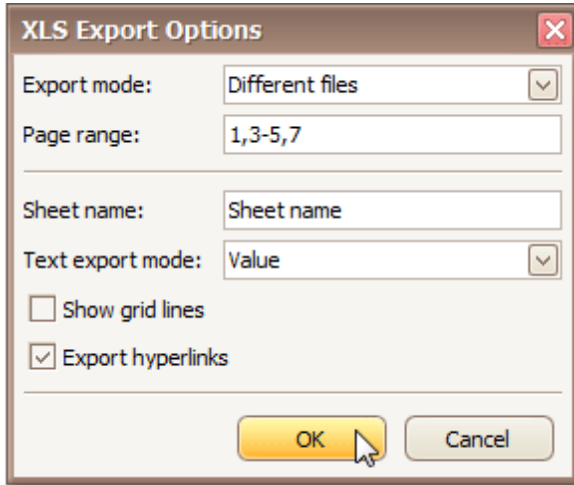 XLS Export Options
Export mode: Different files
Page range: 1,3-5,7
Sheet name: Sheet name
Text export mode: Value
Show grid lines
Export hyperlinks
OK Cancel